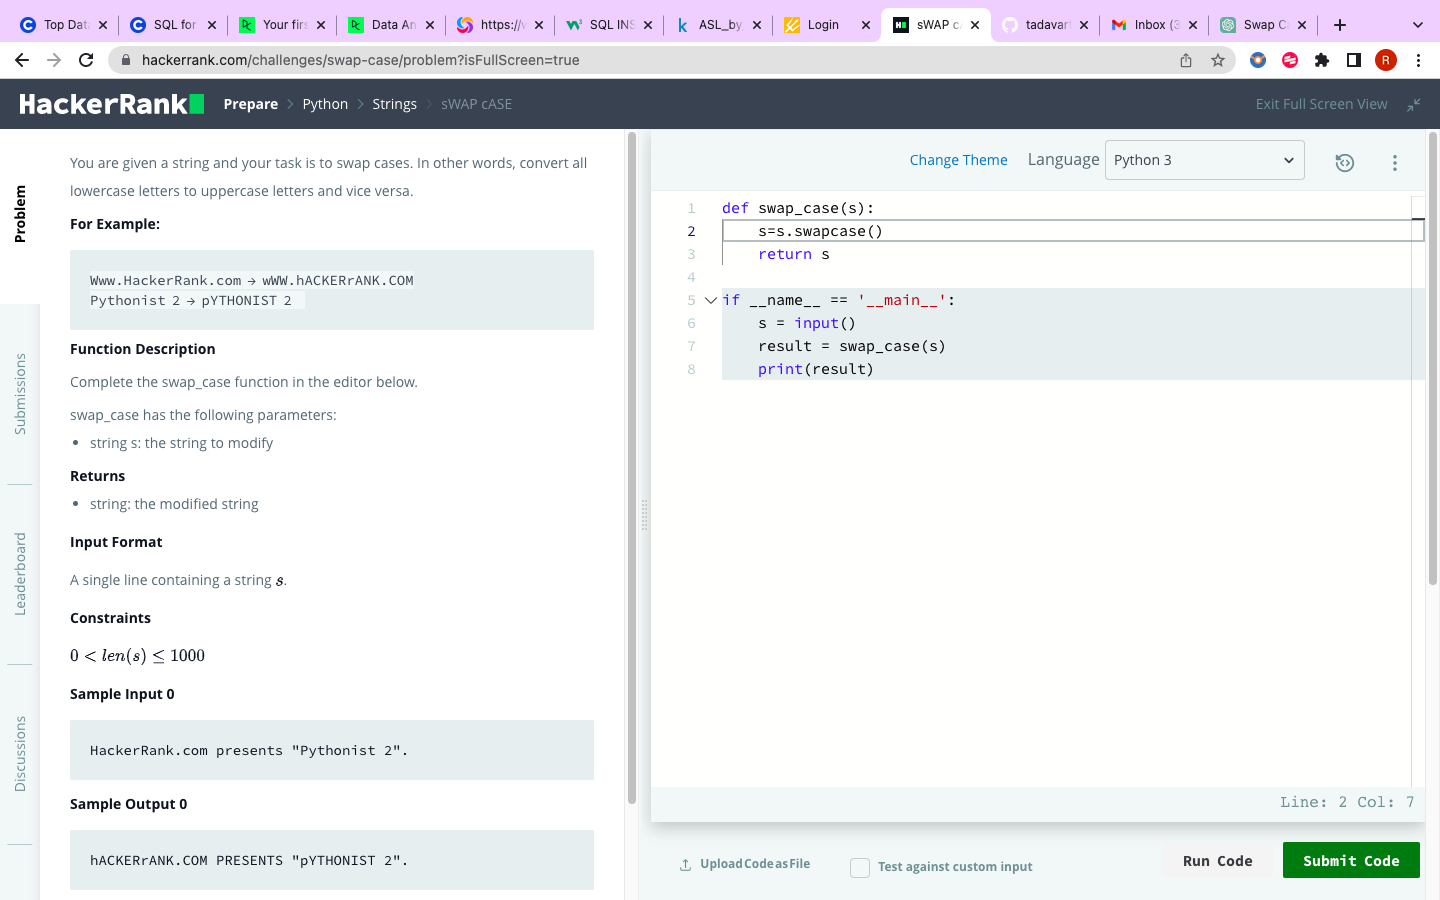 Top Dat
SQL for
Your firs
Data An
https://w
SQL INS
ASL_by_
Login
sWAP c
tadavart
Inbox (3
Swap C
hackerrank.com/challenges/swap-case/problem?isFullScreen=true
R
HackerRank
Prepare > Python > Strings > sWAP cASE
Exit Full Screen View
Problem
Submissions
Leaderboard
Discussions
You are given a string and your task is to swap cases. In other words, convert all
lowercase letters to uppercase letters and vice versa.
For Example:
Www.HackerRank.com → wWW.hACKERrANK.COM
Pythonist 2 → pYTHONIST 2
Function Description
Complete the swap_case function in the editor below.
swap_case has the following parameters:
• string s: the string to modify
Returns
• string: the modified string
Input Format
A single line containing a string s.
Constraints
0 < len(s) ≤ 1000
Sample Input 0
HackerRank.com presents "Pythonist 2".
Sample Output 0
hACKERrANK.COM PRESENTS "pYTHONIST 2".
Change Theme Language Python 3
1 def swap_case(s):
2     s=s.swapcase()
3     return s
4
5 if __name__ == '__main__':
6     s = input()
7     result = swap_case(s)
8     print(result)
Line: 2 Col: 7
Upload Code as File
Test against custom input
Run Code
Submit Code